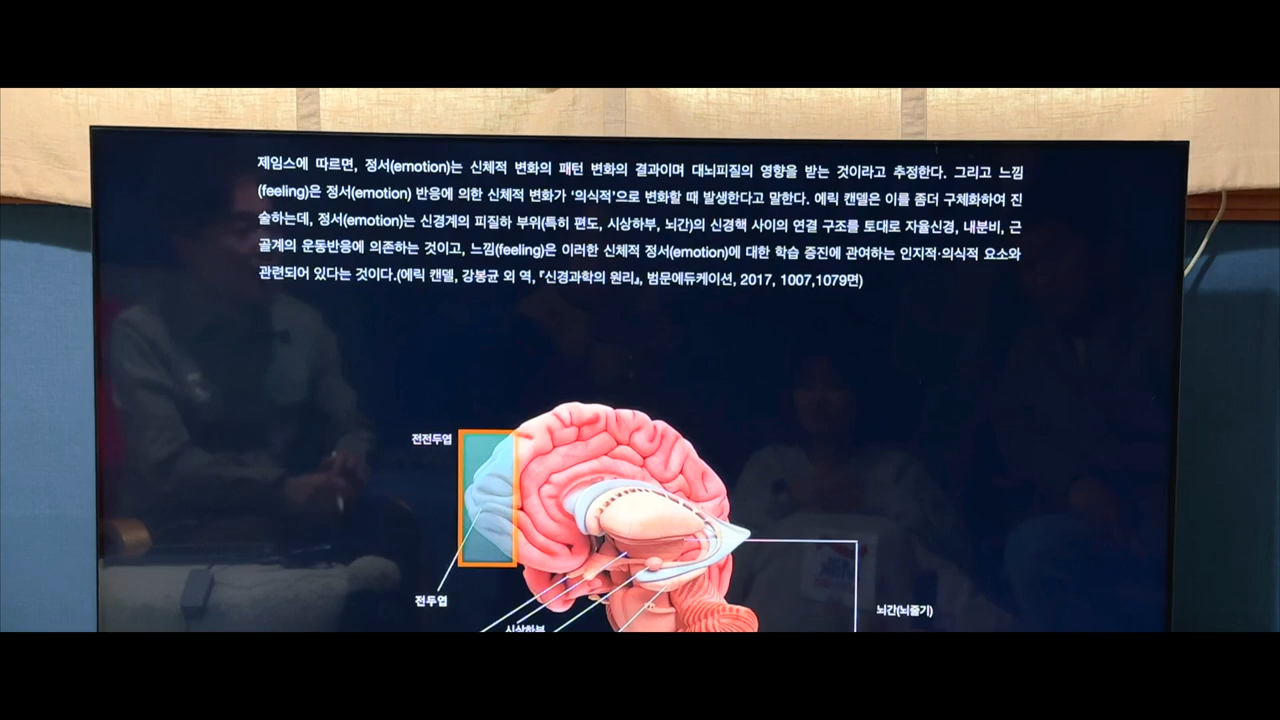 제임스에 따르면, 정서(emotion)는 신체적 변화의 패턴 변화의 결과이며 대뇌피질의 영향을 받는 것이라고 추정한다. 그리고 느낌
(feeling)은 정서(emotion) 반응에 의한 신체적 변화가 '의식적'으로 변화할 때 발생한다고 말한다. 에릭 캔델은 이를 좀더 구체화하여 진
술하는데, 정서(emotion)는 신경계의 피질하 부위(특히 편도, 시상하부, 뇌간)의 신경핵 사이의 연결 구조를 토대로 자율신경, 내분비, 근
골계의 운동반응에 의존하는 것이고, 느낌(feeling)은 이러한 신체적 정서(emotion)에 대한 학습 증진에 관여하는 인지적·의식적 요소와
관련되어 있다는 것이다.(에릭 캔델, 강봉균 외 역, 『신경과학의 원리』, 범문에듀케이션, 2017, 1007,1079면)
전전두엽
전두엽
시상하부
뇌간(뇌줄기)